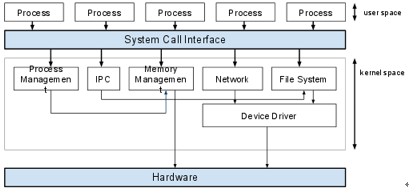 Process Process Process Process Process user space
System Call Interface
kernel space
Process
Managemen
t
IPC
Memory
Managemen
t
Network
File System
Device Driver
Hardware